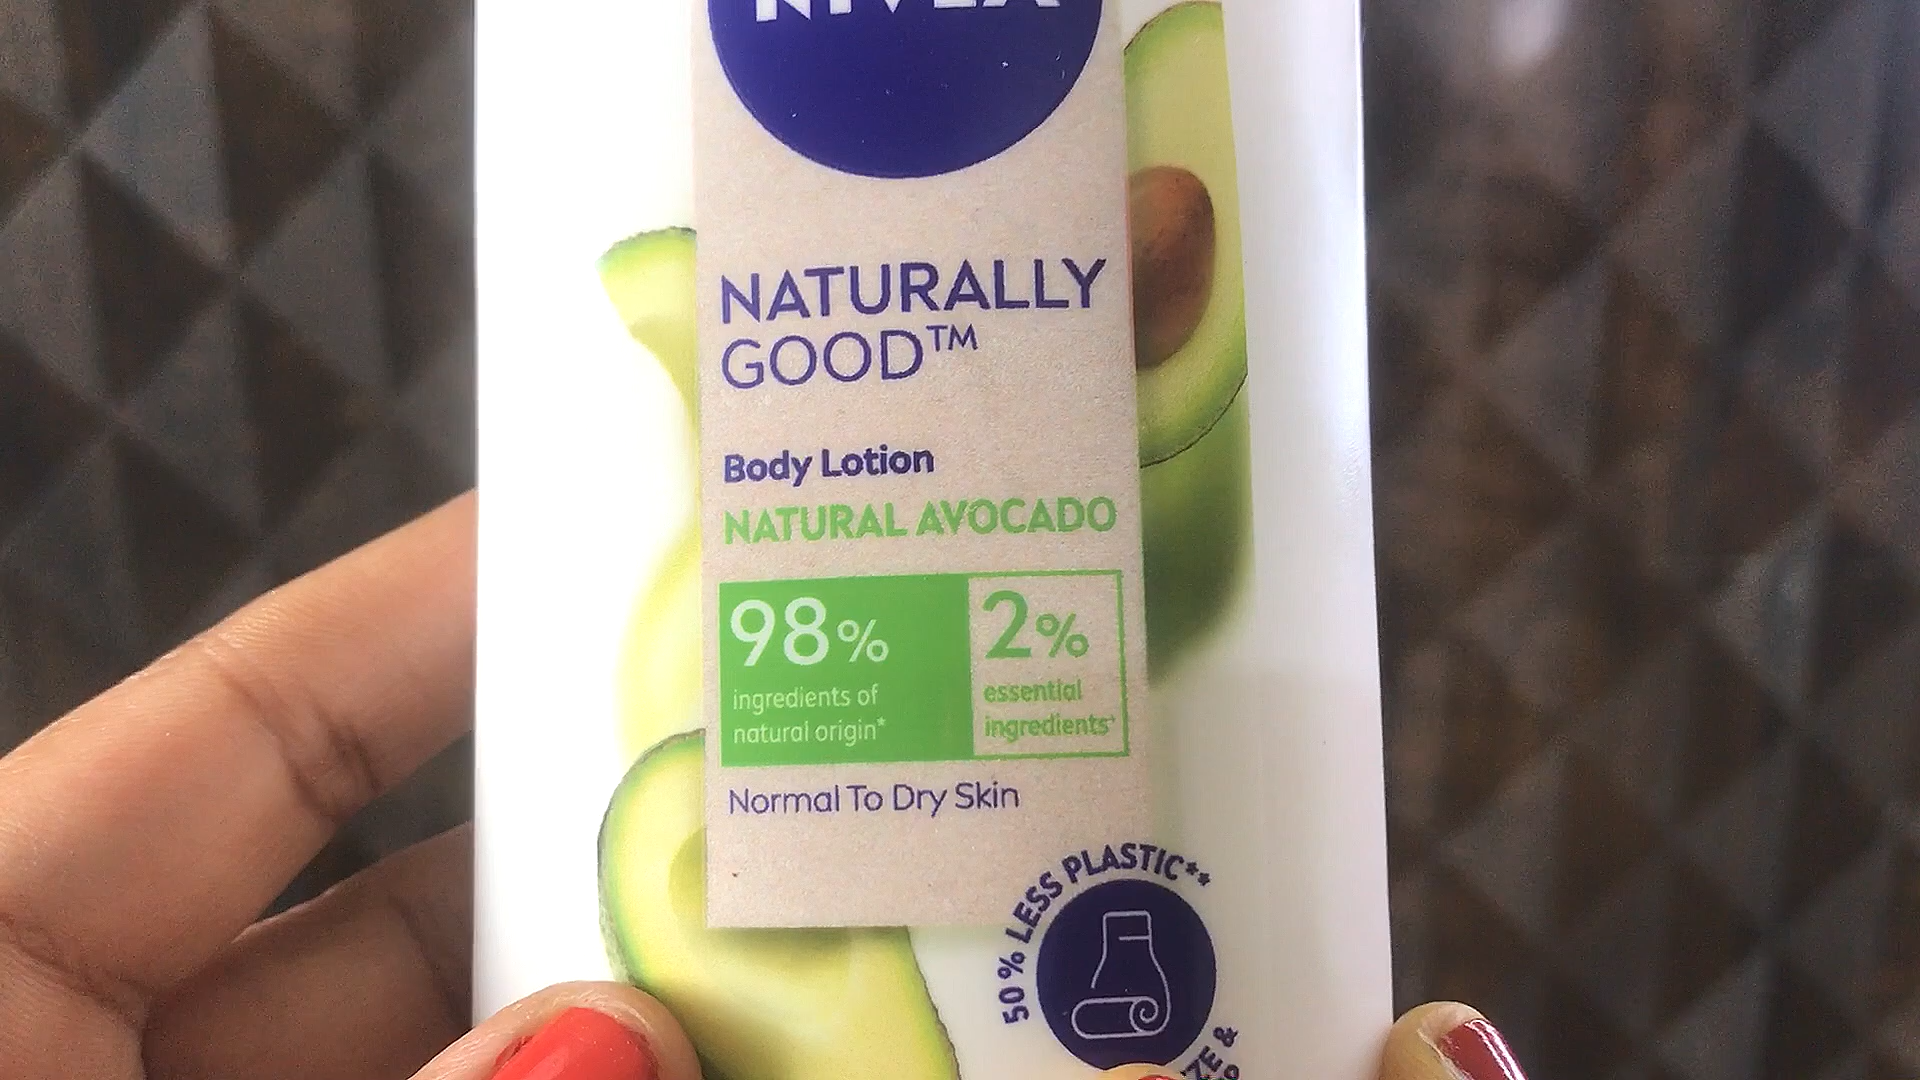 NIVEA
NATURALLY
GOOD™
Body Lotion
NATURAL AVOCADO
98%
ingredients of
natural origin*
2%
essential
ingredients⁺
Normal To Dry Skin
50% LESS PLASTIC**
&